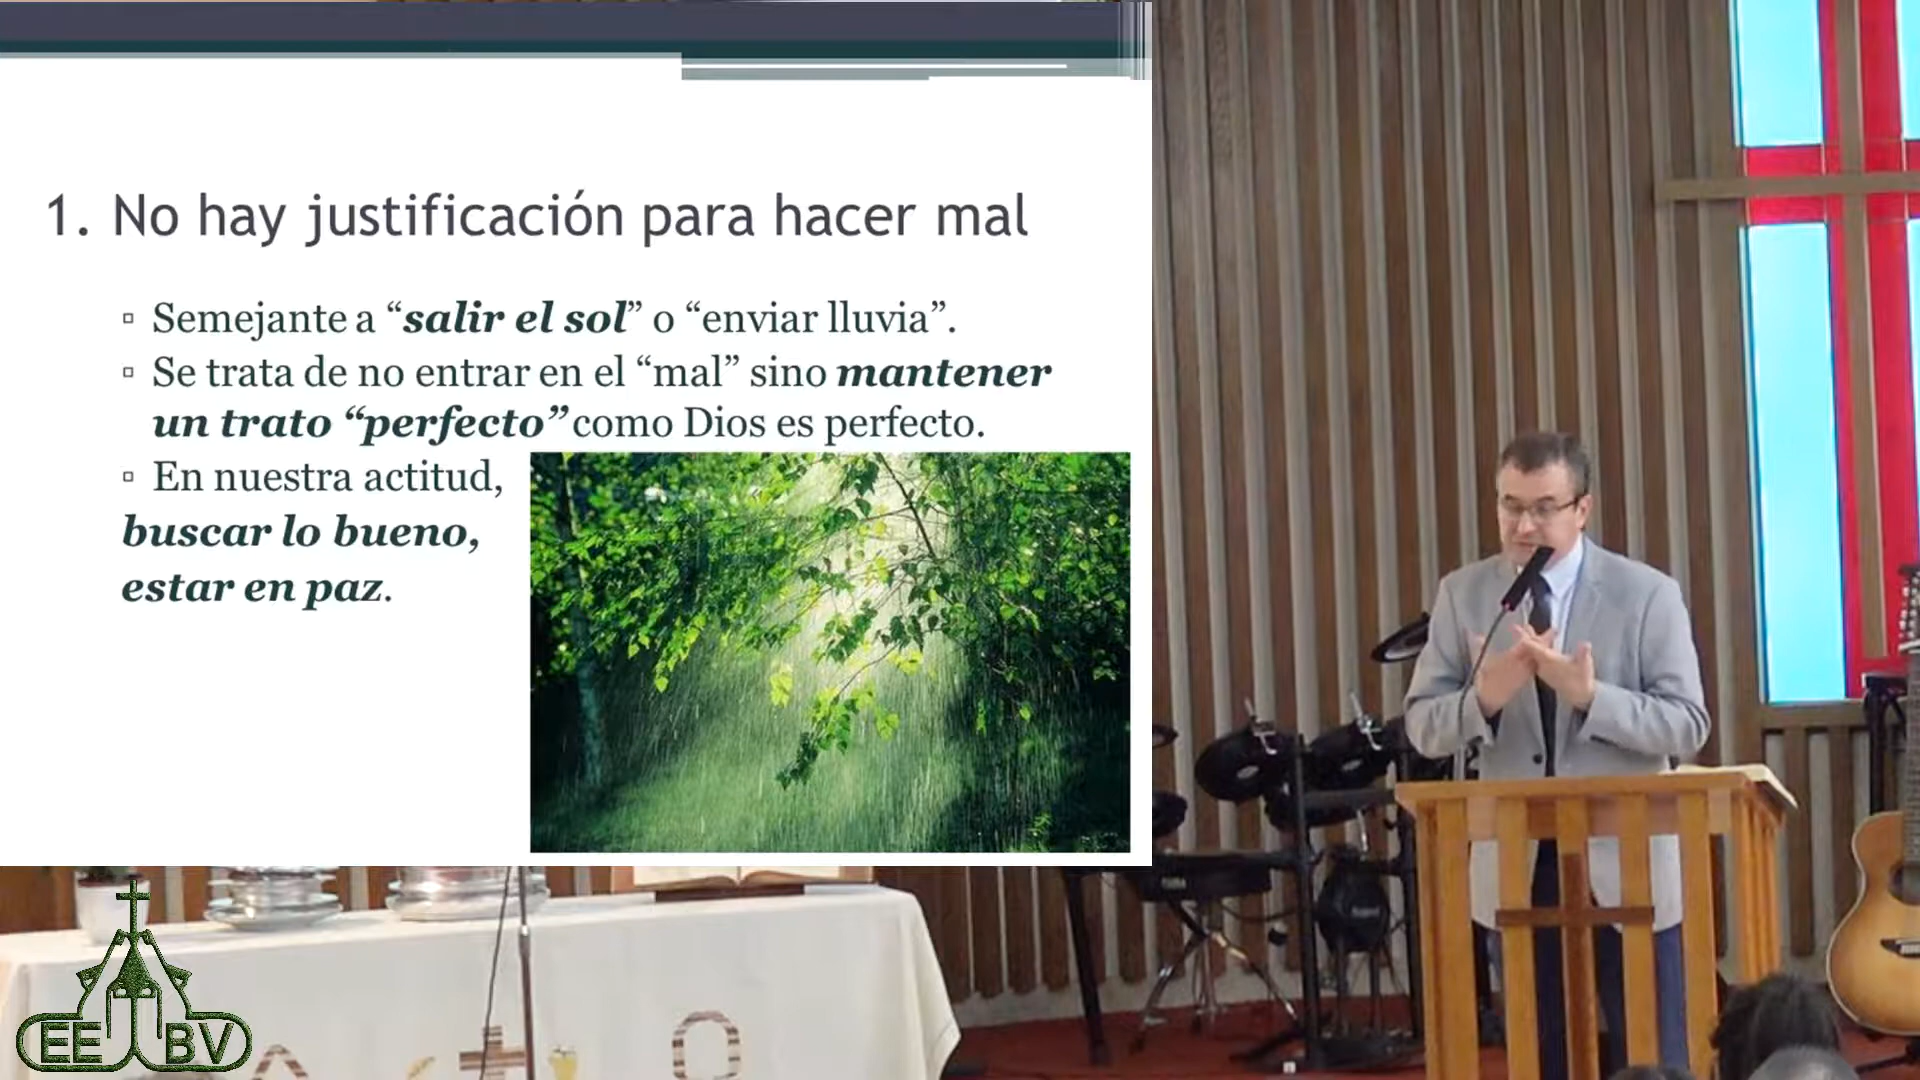 1. No hay justificación para hacer mal
▫ Semejante a “salir el sol” o “enviar lluvia”.
▫ Se trata de no entrar en el “mal” sino mantener
un trato “perfecto” como Dios es perfecto.
▫ En nuestra actitud,
buscar lo bueno,
estar en paz.
EE BV